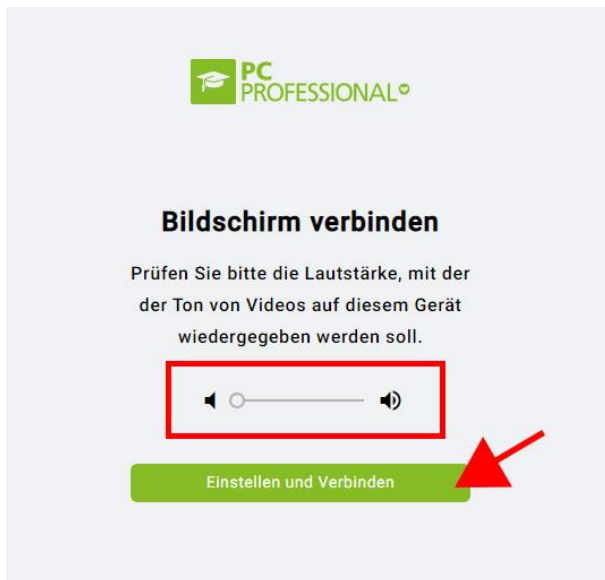 PC
PROFESSIONAL
Bildschirm verbinden
Prüfen Sie bitte die Lautstärke, mit der
der Ton von Videos auf diesem Gerät
wiedergegeben werden soll.
Einstellen und Verbinden